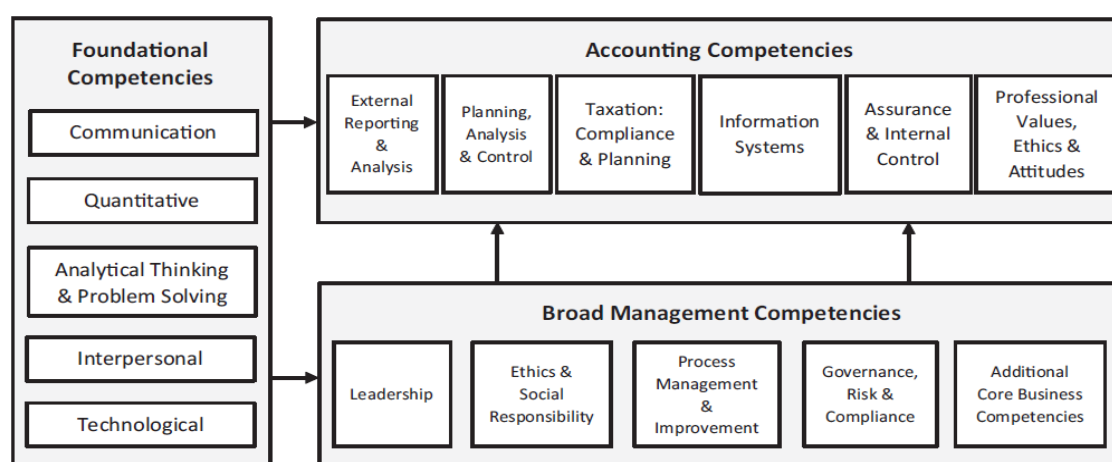 Foundational
Competencies
Communication
Quantitative
Analytical Thinking
& Problem Solving
Interpersonal
Technological
Accounting Competencies
External
Reporting
&
Analysis
Planning,
Analysis
& Control
Taxation:
Compliance
& Planning
Information
Systems
Assurance
& Internal
Control
Professional
Values,
Ethics &
Attitudes
Broad Management Competencies
Leadership
Ethics &
Social
Responsibility
Process
Management
&
Improvement
Governance,
Risk &
Compliance
Additional
Core Business
Competencies